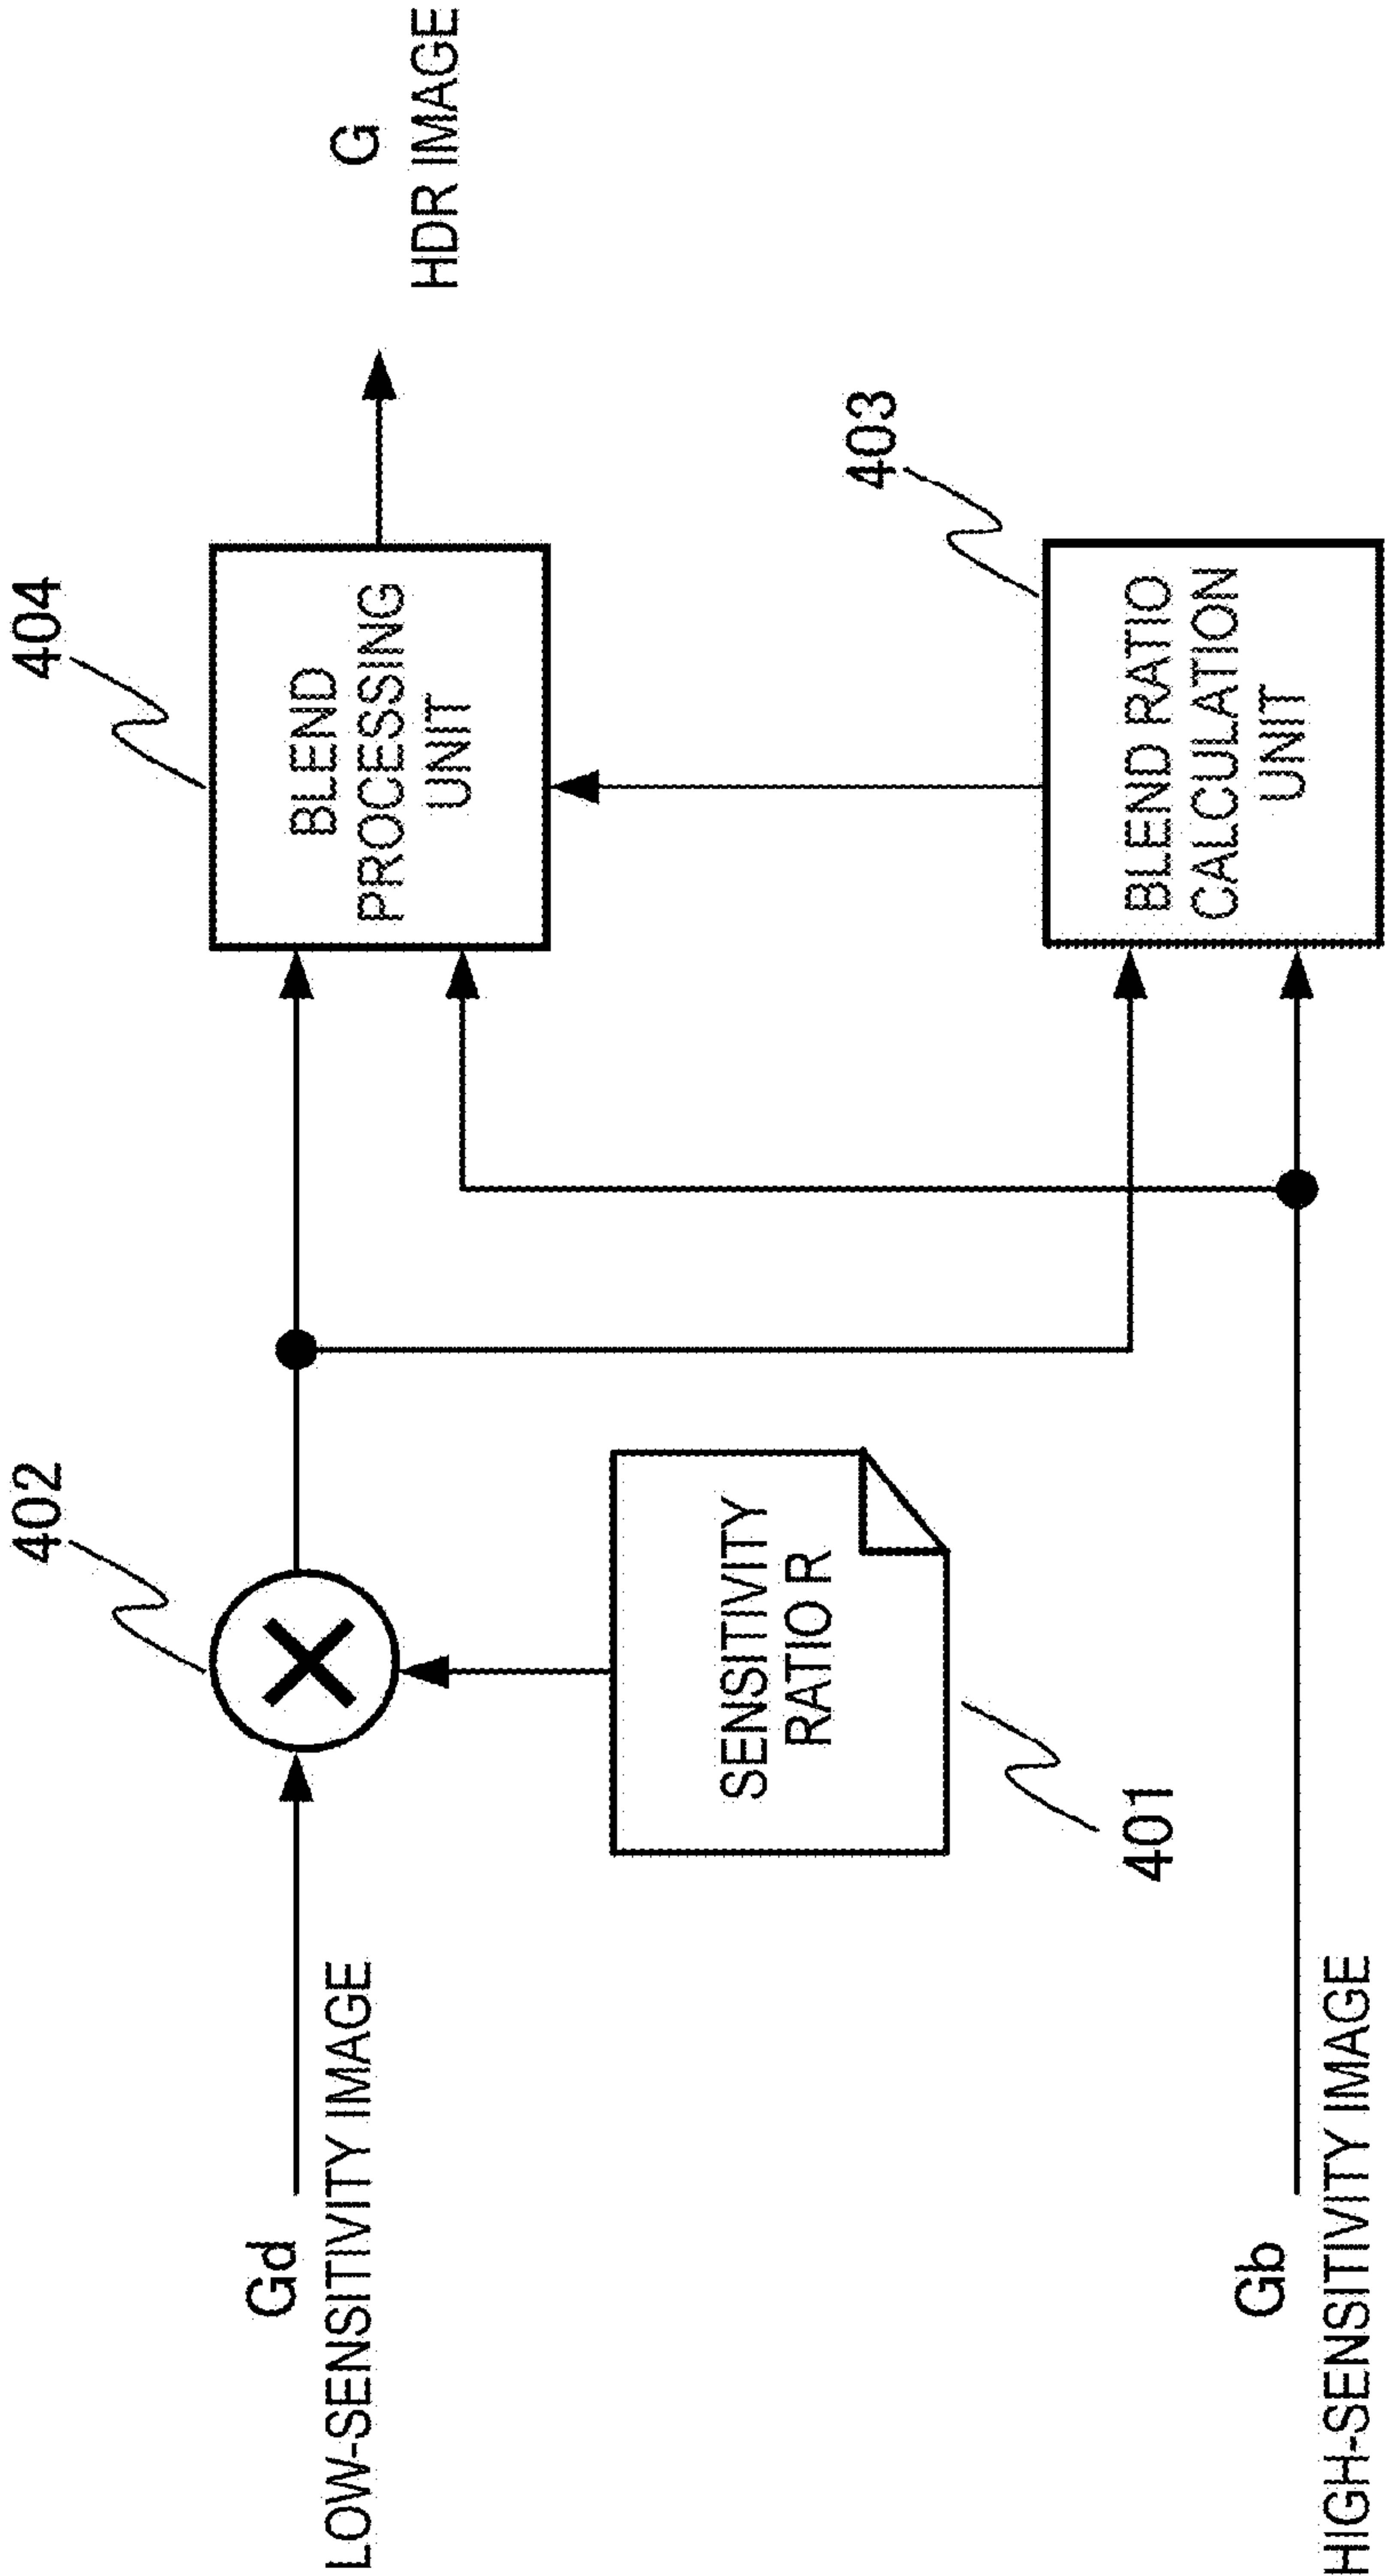 402
404
Gd
LOW-SENSITIVITY IMAGE
BLEND
PROCESSING
UNIT
G
HDR IMAGE
SENSITIVITY
RATIO R
401
403
BLEND RATIO
CALCULATION
UNIT
Gb
HIGH-SENSITIVITY IMAGE